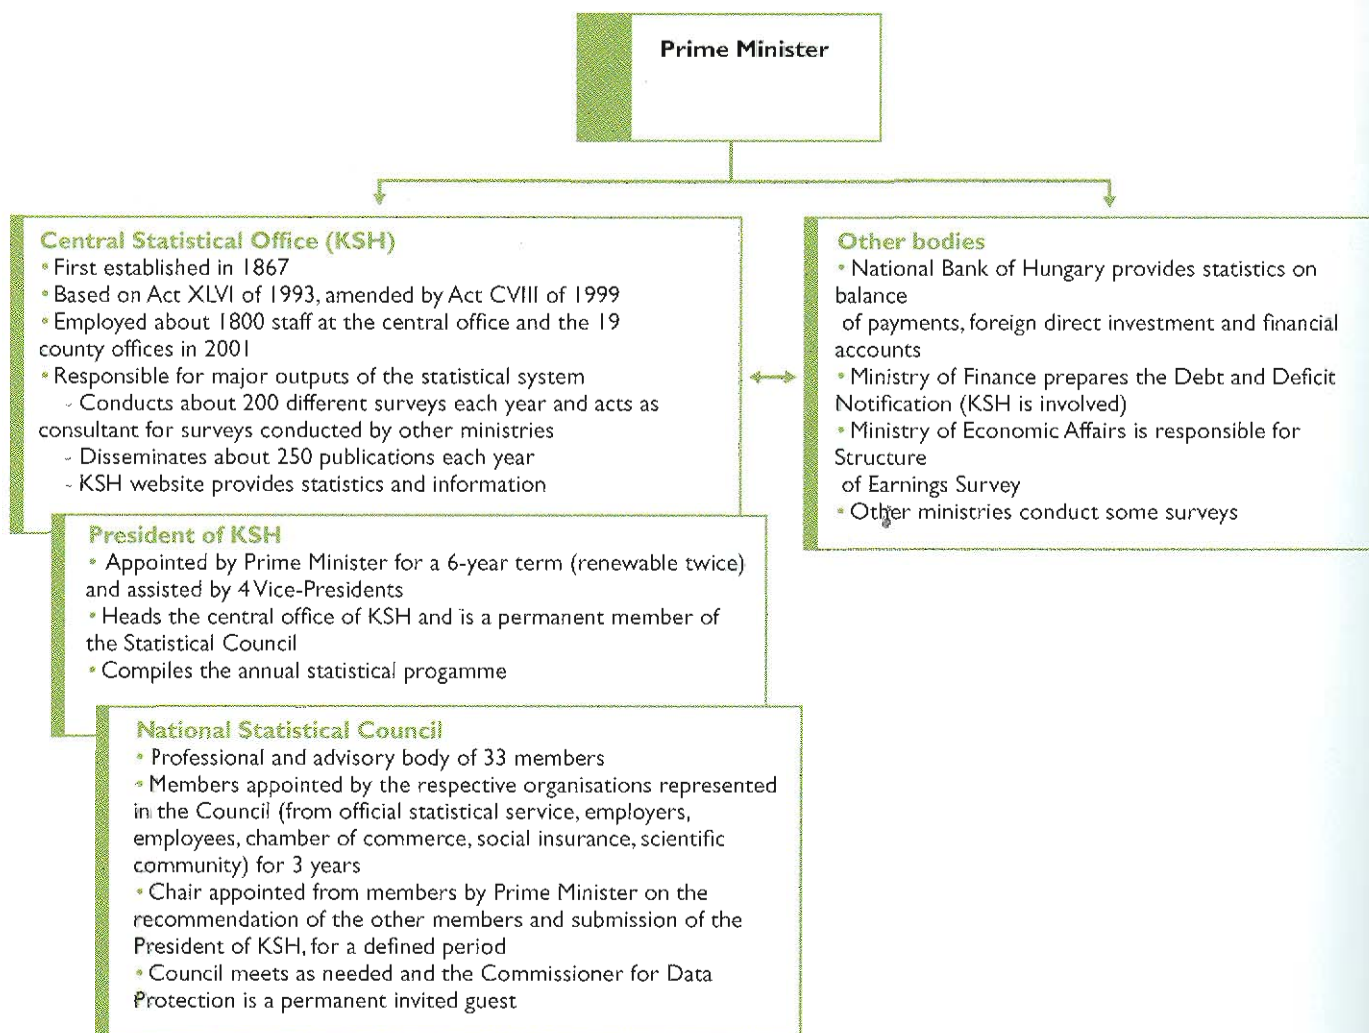 Prime Minister
Central Statistical Office (KSH)
• First established in 1867
• Based on Act XLVI of 1993, amended by Act CVIII of 1999
• Employed about 1800 staff at the central office and the 19
county offices in 2001
• Responsible for major outputs of the statistical system
- Conducts about 200 different surveys each year and acts as
consultant for surveys conducted by other ministries
- Disseminates about 250 publications each year
- KSH website provides statistics and information
Other bodies
• National Bank of Hungary provides statistics on
balance
of payments, foreign direct investment and financial
accounts
• Ministry of Finance prepares the Debt and Deficit
Notification (KSH is involved)
• Ministry of Economic Affairs is responsible for
Structure
of Earnings Survey
• Other ministries conduct some surveys
President of KSH
• Appointed by Prime Minister for a 6-year term (renewable twice)
and assisted by 4 Vice-Presidents
• Heads the central office of KSH and is a permanent member of
the Statistical Council
• Compiles the annual statistical progamme
National Statistical Council
• Professional and advisory body of 33 members
• Members appointed by the respective organisations represented
in the Council (from official statistical service, employers,
employees, chamber of commerce, social insurance, scientific
community) for 3 years
• Chair appointed from members by Prime Minister on the
recommendation of the other members and submission of the
President of KSH, for a defined period
• Council meets as needed and the Commissioner for Data
Protection is a permanent invited guest